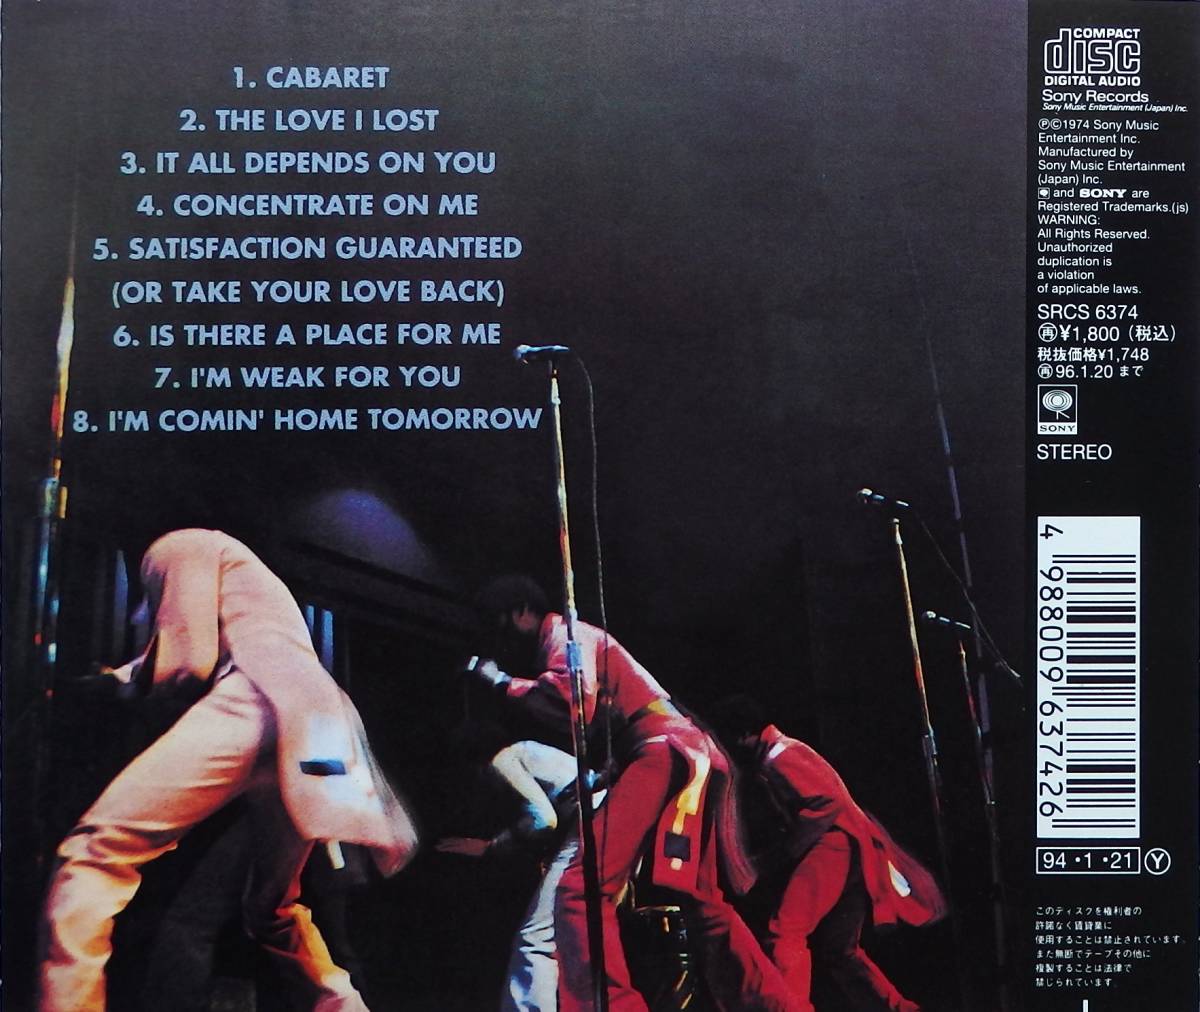 1. CABARET
2. THE LOVE I LOST
3. IT ALL DEPENDS ON YOU
4. CONCENTRATE ON ME
5. SATISFACTION GUARANTEED
(OR TAKE YOUR LOVE BACK)
6. IS THERE A PLACE FOR ME
7. I'M WEAK FOR YOU
8. I'M COMIN' HOME TOMORROW
COMPACT
disc
DIGITAL AUDIO
Sony Records
Sony Music Entertainment (Japan) Inc.
℗©1974 Sony Music
Entertainment Inc.
Manufactured by
Sony Music Entertainment
(Japan) Inc.
and SONY are
Registered Trademarks.(js)
WARNING:
All Rights Reserved.
Unauthorized
duplication is
a violation
of applicable laws.
SRCS 6374
㊢¥1,800(税込)
税抜価格¥1,748
㊢96.1.20 まで
SONY
STEREO
4 988009 637426
94・1・21 Ⓨ
このディスクを権利者の
許諾なく賃貸業に
使用することは禁止されています。
また無断でテープその他に
複製することは法律で
禁じられています。